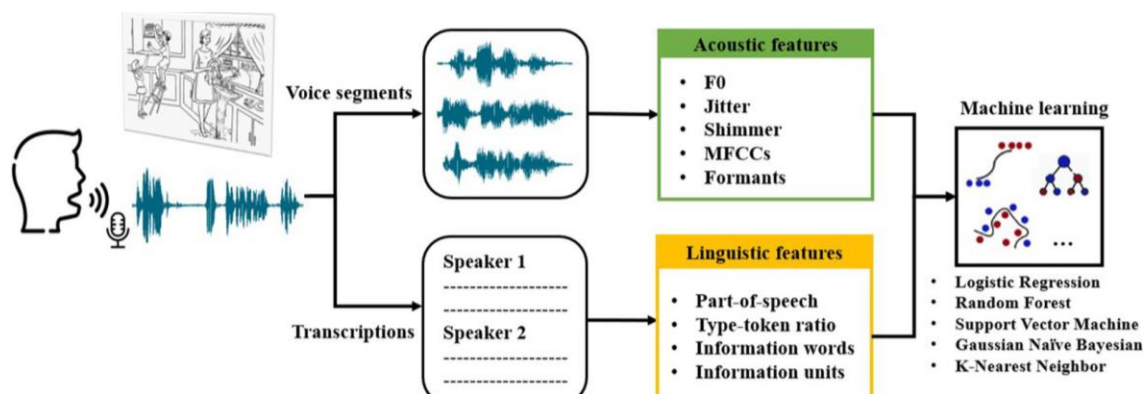 Voice segments
Transcriptions
Speaker 1
Speaker 2
Acoustic features
• F0
• Jitter
• Shimmer
• MFCCs
• Formants
Linguistic features
• Part-of-speech
• Type-token ratio
• Information words
• Information units
Machine learning
...
• Logistic Regression
• Random Forest
• Support Vector Machine
• Gaussian Naïve Bayesian
• K-Nearest Neighbor